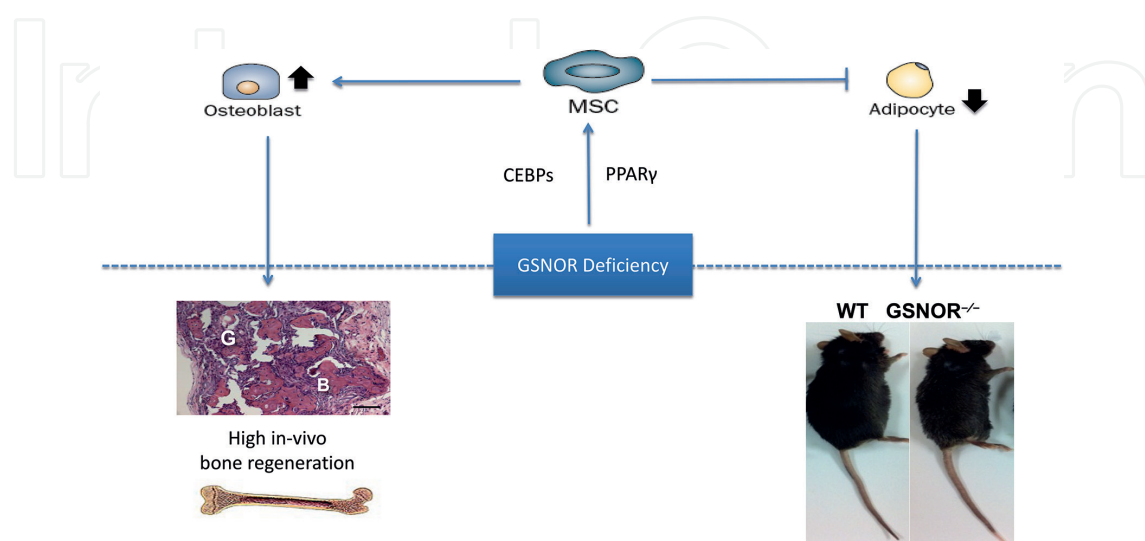 MSC
Osteoblast
Adipocyte
CEBPs
PPARγ
GSNOR Deficiency
WT GSNOR⁻/⁻
G
B
High in-vivo
bone regeneration